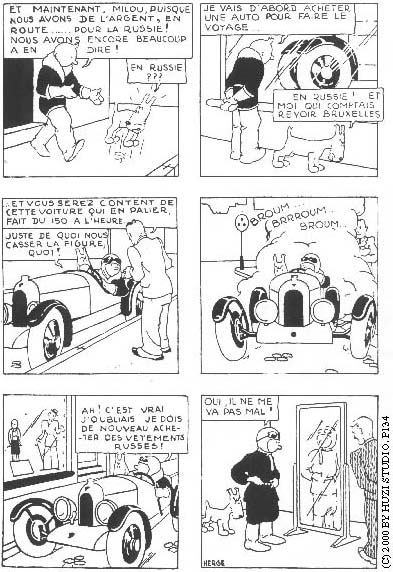 ET MAINTENANT, MILOU, PUISQUE
NOUS AVONS DE L'ARGENT, EN
ROUTE...... POUR LA RUSSIE!
NOUS AVONS ENCORE BEAUCOUP
A EN DIRE!
EN RUSSIE
???
JE VAIS D'ABORD ACHETER
UNE AUTO POUR FAIRE LE
VOYAGE
EN RUSSIE! ET
MOI QUI COMPTAIS
REVOIR BRUXELLES
...ET VOUS SEREZ CONTENT DE
CETTE VOITURE QUI EN PALIER,
FAIT DU 150 A L'HEURE..
JUSTE DE QUOI NOUS
CASSER LA FIGURE,
QUOI!
BROUM...
BRRROUM...
BROUM...
AH! C'EST VRAI
J'OUBLIAIS JE DOIS
DE NOUVEAU ACHE-
-TER DES VETEMENTS
RUSSES!
OUI, IL NE ME
VA PAS MAL!
HERGE
(C) 2000 BY HUZI STUDIO. P134